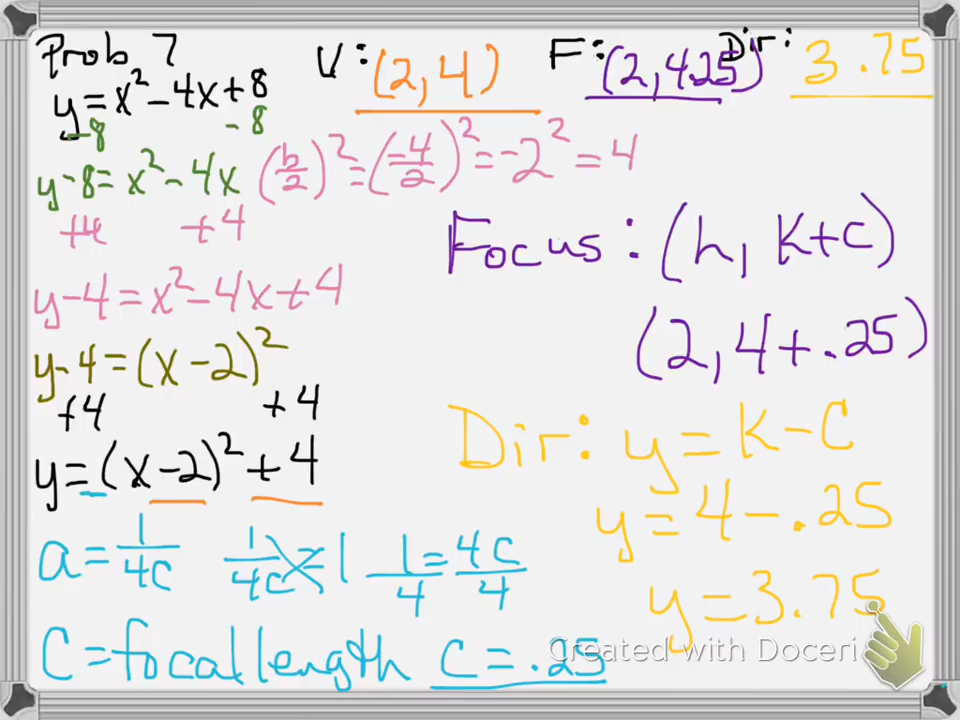 Prob 7 V: (2,4) F: (2,4.25) Dir: 3.75
y=x²-4x+8
-8 -8
y-8=x²-4x (b/2)²=(-4/2)²=-2²=4
+4 +4
Focus: (h, K+C)
y-4=x²-4x+4
(2,4+.25)
y-4=(x-2)²
+4 +4
Dir: y=K-C
y=(x-2)²+4
y=4-.25
a=1/4c 1/4c=1 1/4=4c/4
y=3.75
C=focal length C=.25
Created with Doceri